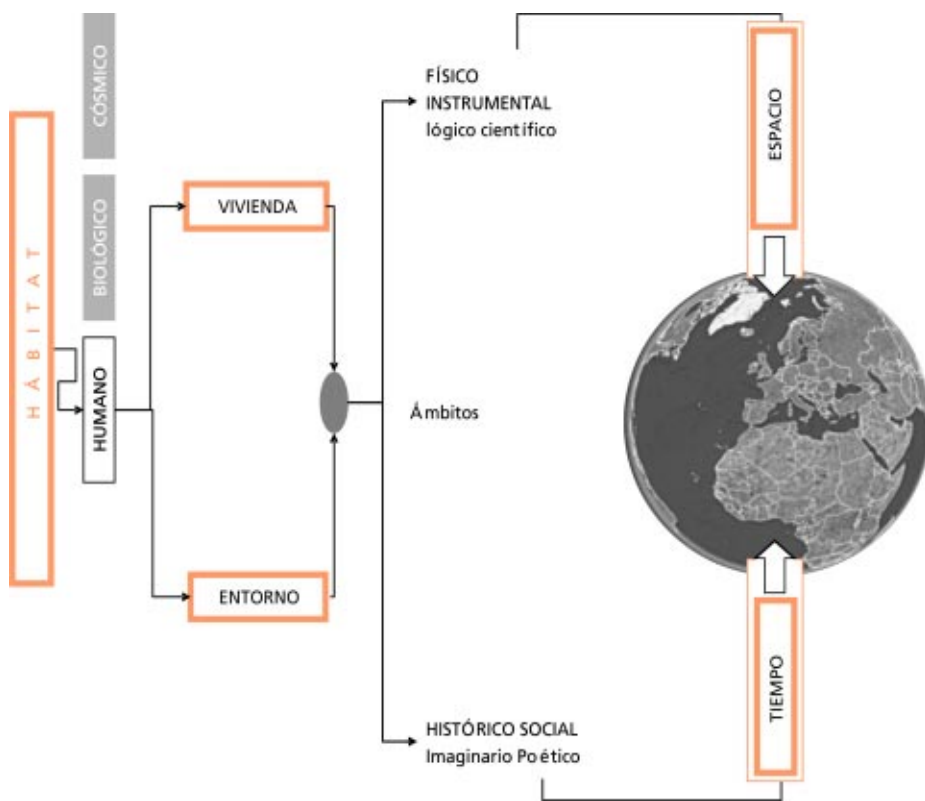 HÁBITAT
CÓSMICO
BIOLÓGICO
HUMANO
VIVIENDA
ENTORNO
FÍSICO
INSTRUMENTAL
lógico científico
Ámbitos
HISTÓRICO SOCIAL
Imaginario Poético
ESPACIO
TIEMPO